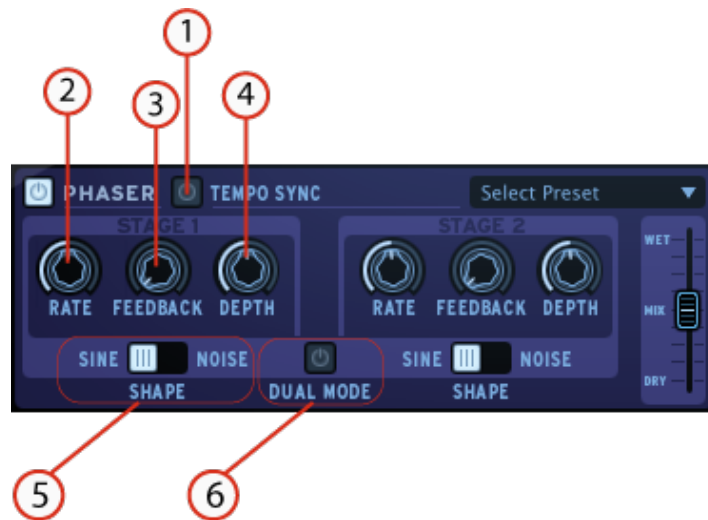 1
2
3
4
PHASER TEMPO SYNC Select Preset
STAGE 1 STAGE 2
WET
RATE FEEDBACK DEPTH RATE FEEDBACK DEPTH
MIX
SINE NOISE SINE NOISE
SHAPE DUAL MODE SHAPE
DRY
5 6